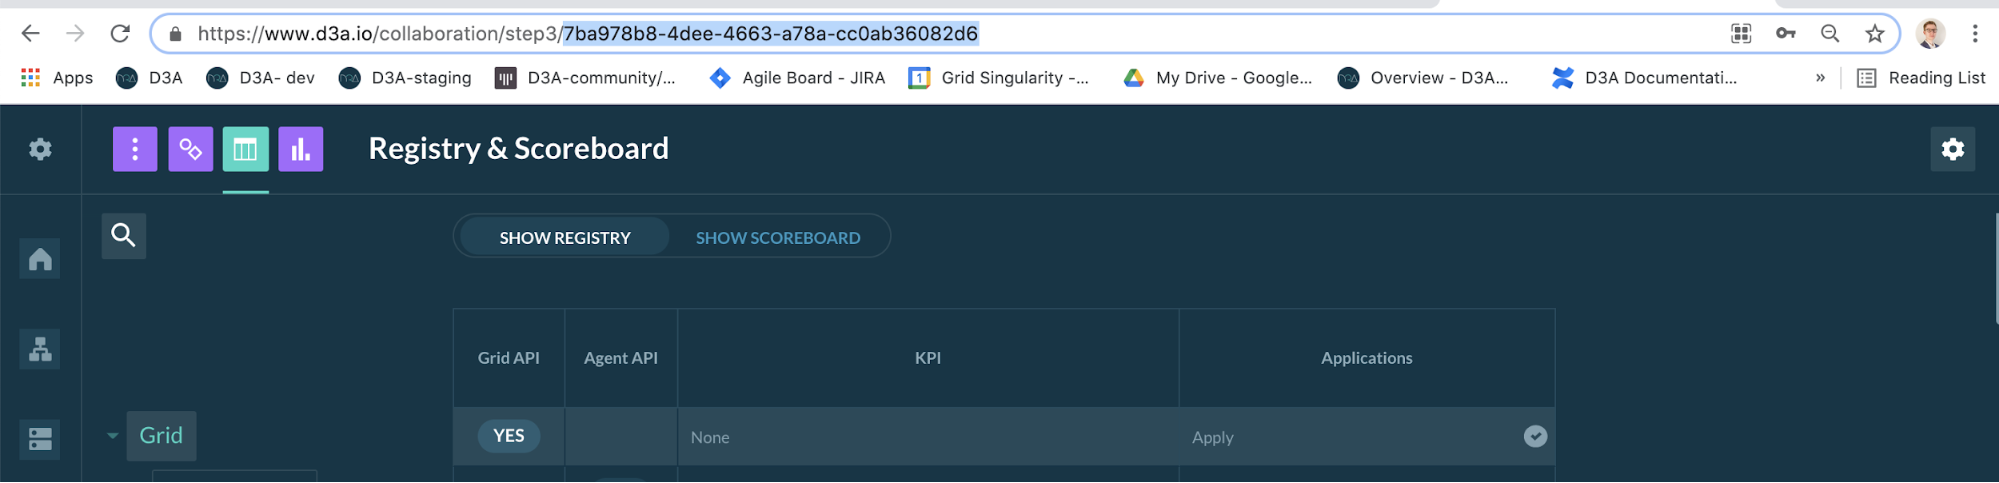 https://www.d3a.io/collaboration/step3/7ba978b8-4dee-4663-a78a-cc0ab36082d6
Apps D3A D3A- dev D3A-staging D3A-community/... Agile Board - JIRA 1 Grid Singularity -... My Drive - Google... Overview - D3A... D3A Documentati... » Reading List
Registry & Scoreboard
SHOW REGISTRY SHOW SCOREBOARD
Grid API Agent API KPI Applications
Grid YES None Apply